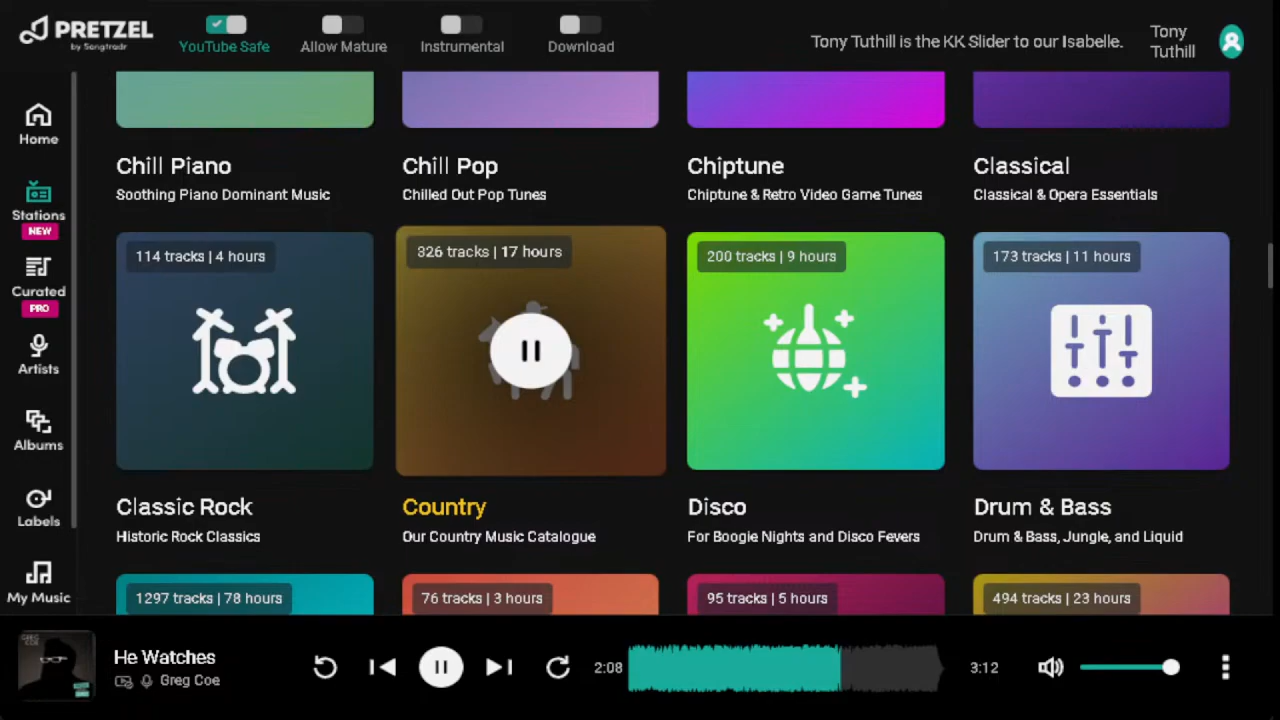 PRETZEL
by Songtradr
YouTube Safe
Allow Mature
Instrumental
Download
Tony Tuthill is the KK Slider to our Isabelle.
Tony
Tuthill
Home
Stations
NEW
Curated
PRO
Artists
Albums
Labels
My Music
Chill Piano
Soothing Piano Dominant Music
Chill Pop
Chilled Out Pop Tunes
Chiptune
Chiptune & Retro Video Game Tunes
Classical
Classical & Opera Essentials
114 tracks | 4 hours
326 tracks | 17 hours
200 tracks | 9 hours
173 tracks | 11 hours
Classic Rock
Historic Rock Classics
Country
Our Country Music Catalogue
Disco
For Boogie Nights and Disco Fevers
Drum & Bass
Drum & Bass, Jungle, and Liquid
1297 tracks | 78 hours
76 tracks | 3 hours
95 tracks | 5 hours
494 tracks | 23 hours
GREG
COE
He Watches
Greg Coe
2:08
3:12